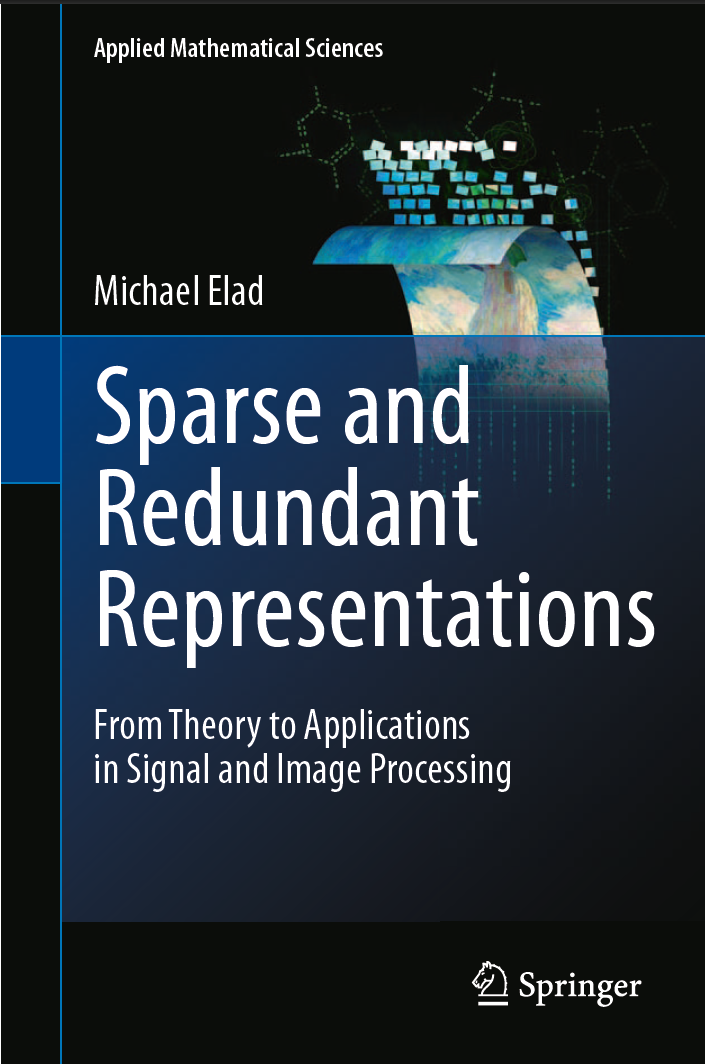 Applied Mathematical Sciences
Michael Elad
Sparse and
Redundant
Representations
From Theory to Applications
in Signal and Image Processing
Springer